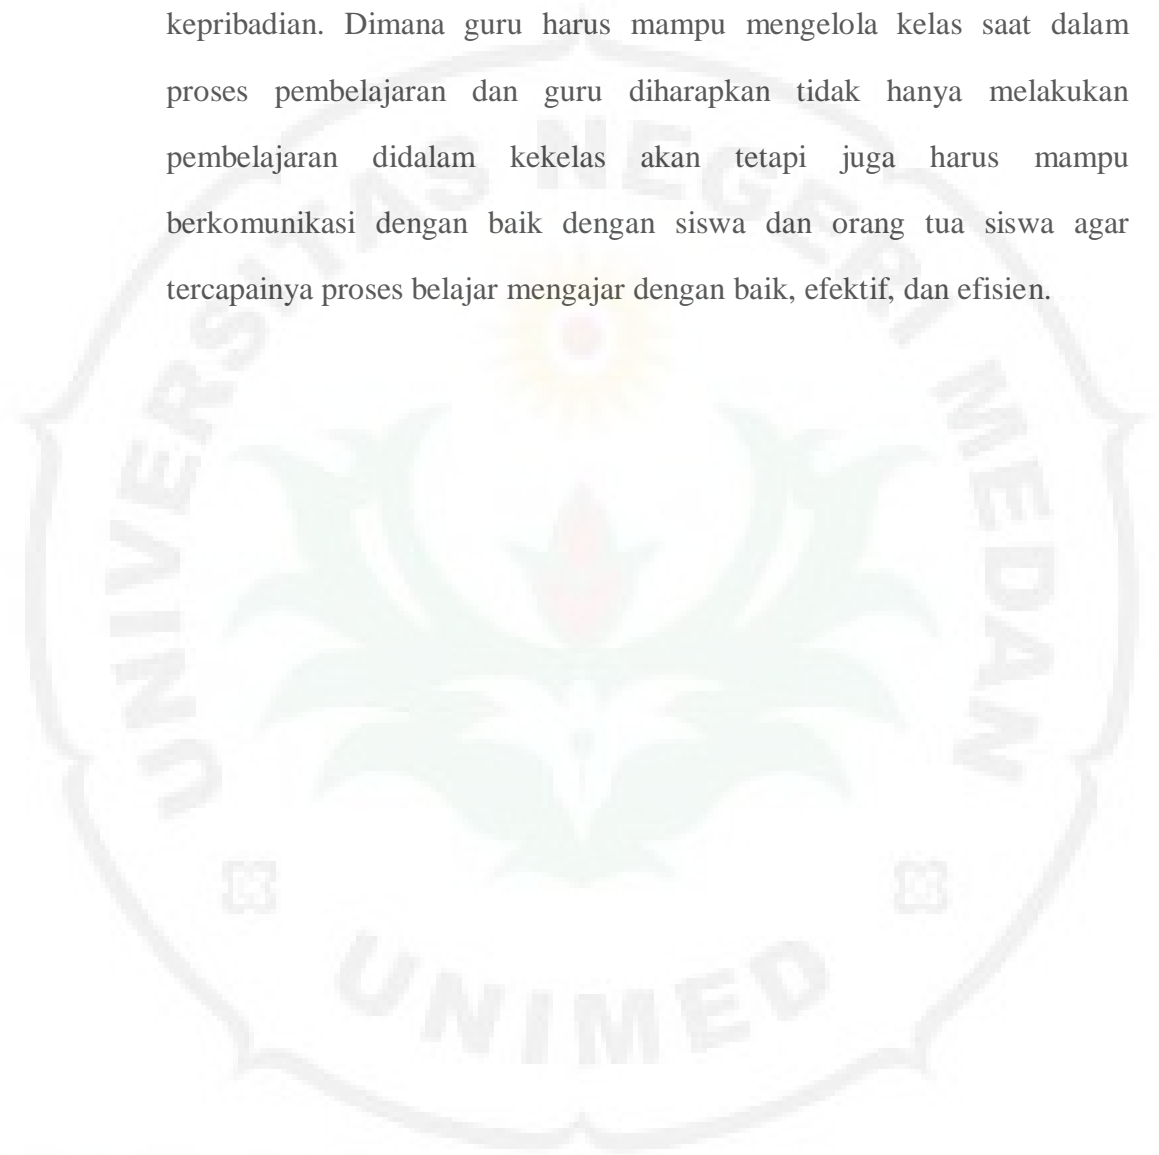 kepribadian. Dimana guru harus mampu mengelola kelas saat dalam
proses pembelajaran dan guru diharapkan tidak hanya melakukan
pembelajaran didalam kekelas akan tetapi juga harus mampu
berkomunikasi dengan baik dengan siswa dan orang tua siswa agar
tercapainya proses belajar mengajar dengan baik, efektif, dan efisien.
UNIVERSITAS NEGERI MEDAN
UNIMED